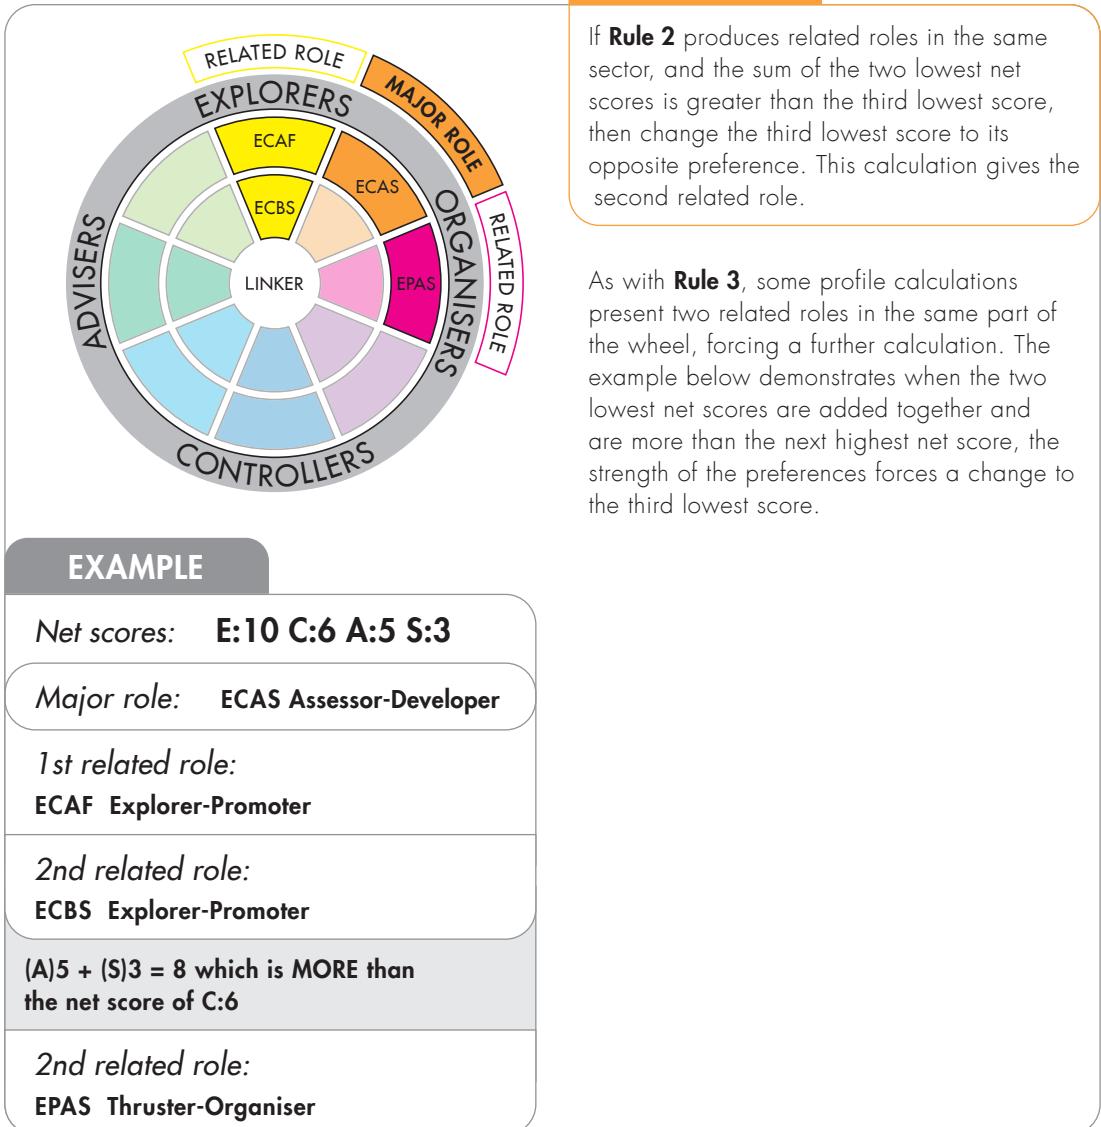 RELATED ROLE
MAJOR ROLE
RELATED ROLE
EXPLORERS
ORGANISERS
CONTROLLERS
ADVISERS
ECAF
ECBS
ECAS
EPAS
LINKER
If Rule 2 produces related roles in the same
sector, and the sum of the two lowest net
scores is greater than the third lowest score,
then change the third lowest score to its
opposite preference. This calculation gives the
second related role.
As with Rule 3, some profile calculations
present two related roles in the same part of
the wheel, forcing a further calculation. The
example below demonstrates when the two
lowest net scores are added together and
are more than the next highest net score, the
strength of the preferences forces a change to
the third lowest score.
EXAMPLE
Net scores: E:10 C:6 A:5 S:3
Major role: ECAS Assessor-Developer
1st related role:
ECAF Explorer-Promoter
2nd related role:
ECBS Explorer-Promoter
(A)5 + (S)3 = 8 which is MORE than
the net score of C:6
2nd related role:
EPAS Thruster-Organiser